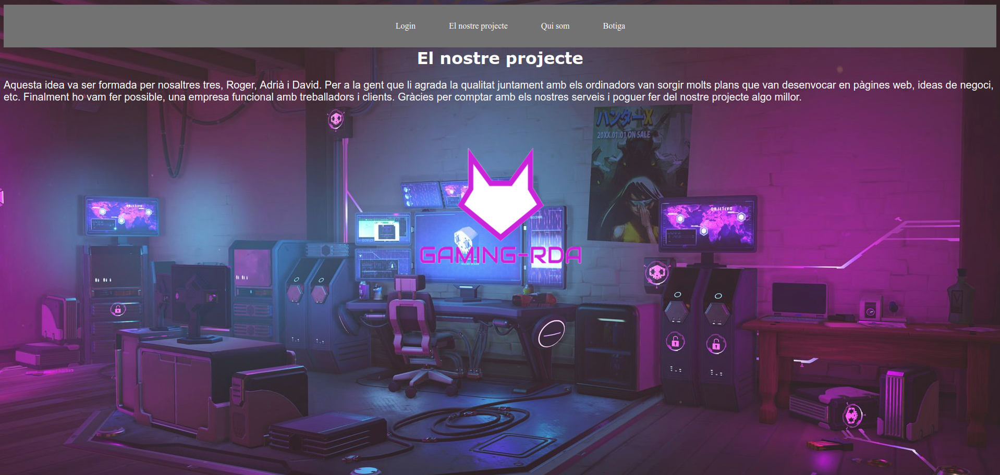 Login
El nostre projecte
Qui som
Botiga
El nostre projecte
Aquesta idea va ser formada per nosaltres tres, Roger, Adrià i David. Per a la gent que li agrada la qualitat juntament amb els ordinadors van sorgir molts plans que van desenvocar en pàgines web, ideas de negoci,
etc. Finalment ho vam fer possible, una empresa funcional amb treballadors i clients. Gràcies per comptar amb els nostres serveis i poguer fer del nostre projecte algo millor.
ハンターX
20XX.01.01 ON SALE
OBJETIVO
OBJETIVO
GAMING-RDA